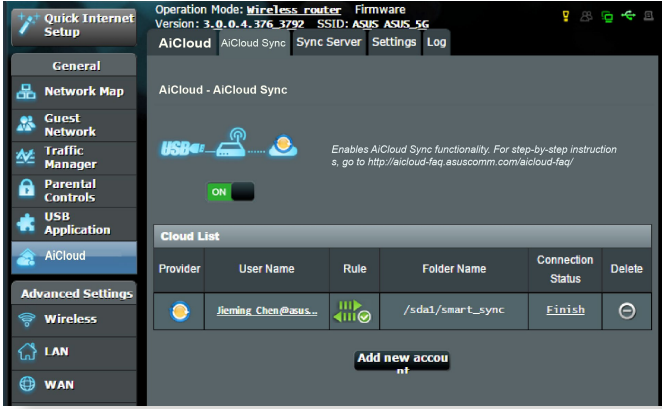 Quick Internet
Setup
Operation Mode: Wireless router Firmware
Version: 3.0.0.4.376_3792 SSID: ASUS ASUS_5G
AiCloud AiCloud Sync Sync Server Settings Log
General
Network Map
Guest
Network
Traffic
Manager
Parental
Controls
USB
Application
AiCloud
Advanced Settings
Wireless
LAN
WAN
AiCloud - AiCloud Sync
USB
Enables AiCloud Sync functionality. For step-by-step instruction
s, go to http://aicloud-faq.asuscomm.com/aicloud-faq/
ON
Cloud List
Provider User Name Rule Folder Name Connection Status Delete
Jieming_Chen@asus... /sda1/smart_sync Finish
Add new accou
nt